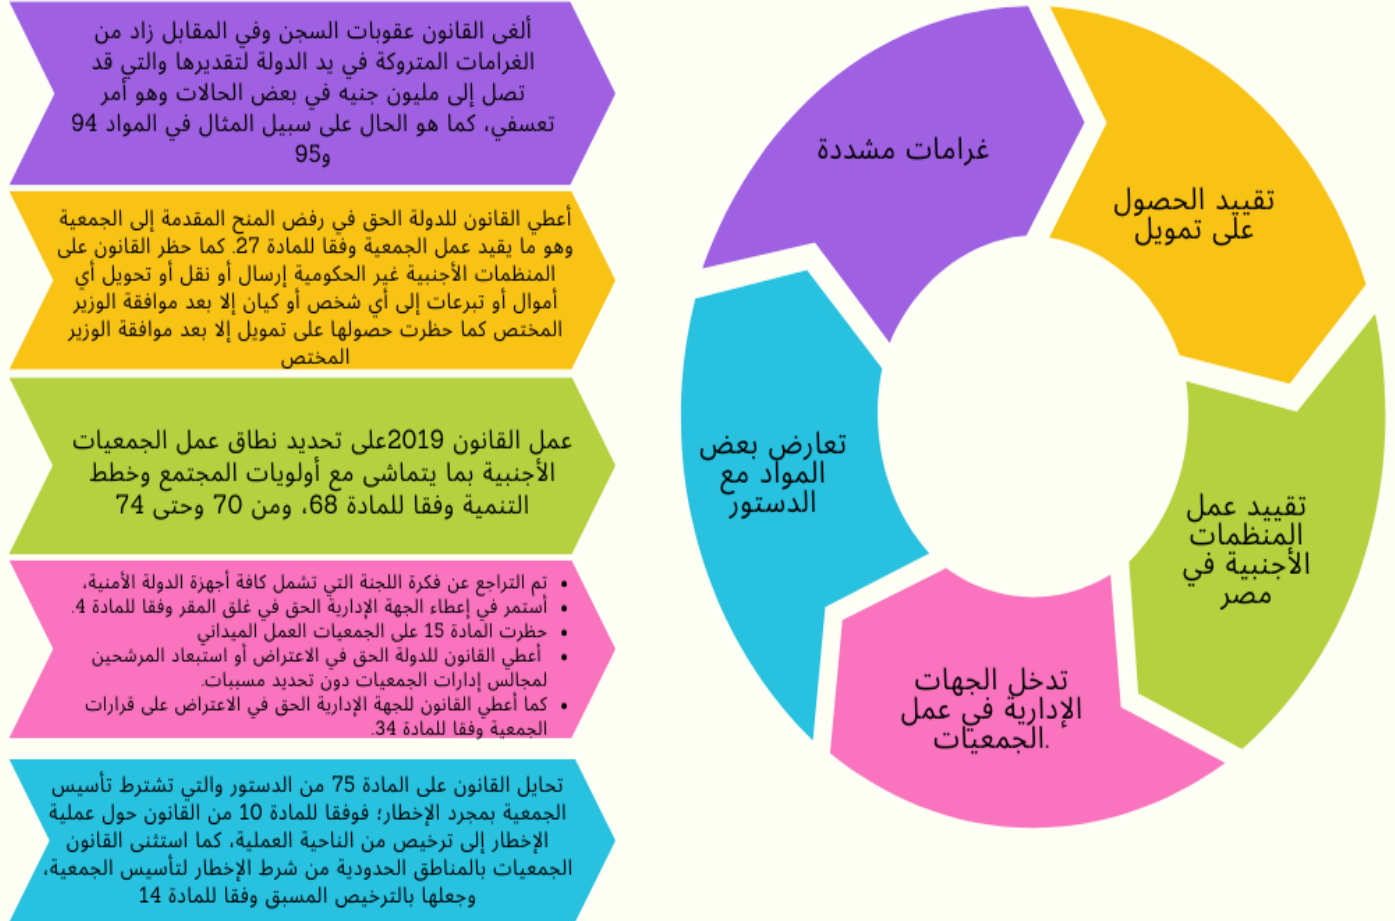 ألغى القانون عقوبات السجن وفي المقابل زاد من
الغرامات المتروكة في يد الدولة لتقديرها والتي قد
تصل إلى مليون جنيه في بعض الحالات وهو أمر
تعسفي، كما هو الحال على سبيل المثال في المواد 94
و95
أعطي القانون للدولة الحق في رفض المنح المقدمة إلى الجمعية
وهو ما يقيد عمل الجمعية وفقا للمادة 27. كما حظر القانون على
المنظمات الأجنبية غير الحكومية إرسال أو نقل أو تحويل أي
أموال أو تبرعات إلى أي شخص أو كيان إلا بعد موافقة الوزير
المختص كما حظرت حصولها على تمويل إلا بعد موافقة الوزير
المختص
عمل القانون 2019على تحديد نطاق عمل الجمعيات
الأجنبية بما يتماشى مع أولويات المجتمع وخطط
التنمية وفقا للمادة 68، ومن 70 وحتى 74
• تم التراجع عن فكرة اللجنة التي تشمل كافة أجهزة الدولة الأمنية،
• أستمر في إعطاء الجهة الإدارية الحق في غلق المقر وفقا للمادة 4.
• حظرت المادة 15 على الجمعيات العمل الميداني
• أعطي القانون للدولة الحق في الاعتراض أو استبعاد المرشحين
لمجالس إدارات الجمعيات دون تحديد مسببات.
• كما أعطي القانون للجهة الإدارية الحق في الاعتراض على قرارات
الجمعية وفقا للمادة 34.
تحايل القانون على المادة 75 من الدستور والتي تشترط تأسيس
الجمعية بمجرد الإخطار؛ فوفقا للمادة 10 من القانون حول عملية
الإخطار إلى ترخيص من الناحية العملية، كما استثنى القانون
الجمعيات بالمناطق الحدودية من شرط الإخطار لتأسيس الجمعية،
وجعلها بالترخيص المسبق وفقا للمادة 14
غرامات مشددة
تقييد الحصول
على تمويل
تقييد عمل
المنظمات
الأجنبية في
مصر
تدخل الجهات
الإدارية في عمل
.الجمعيات
تعارض بعض
المواد مع
الدستور